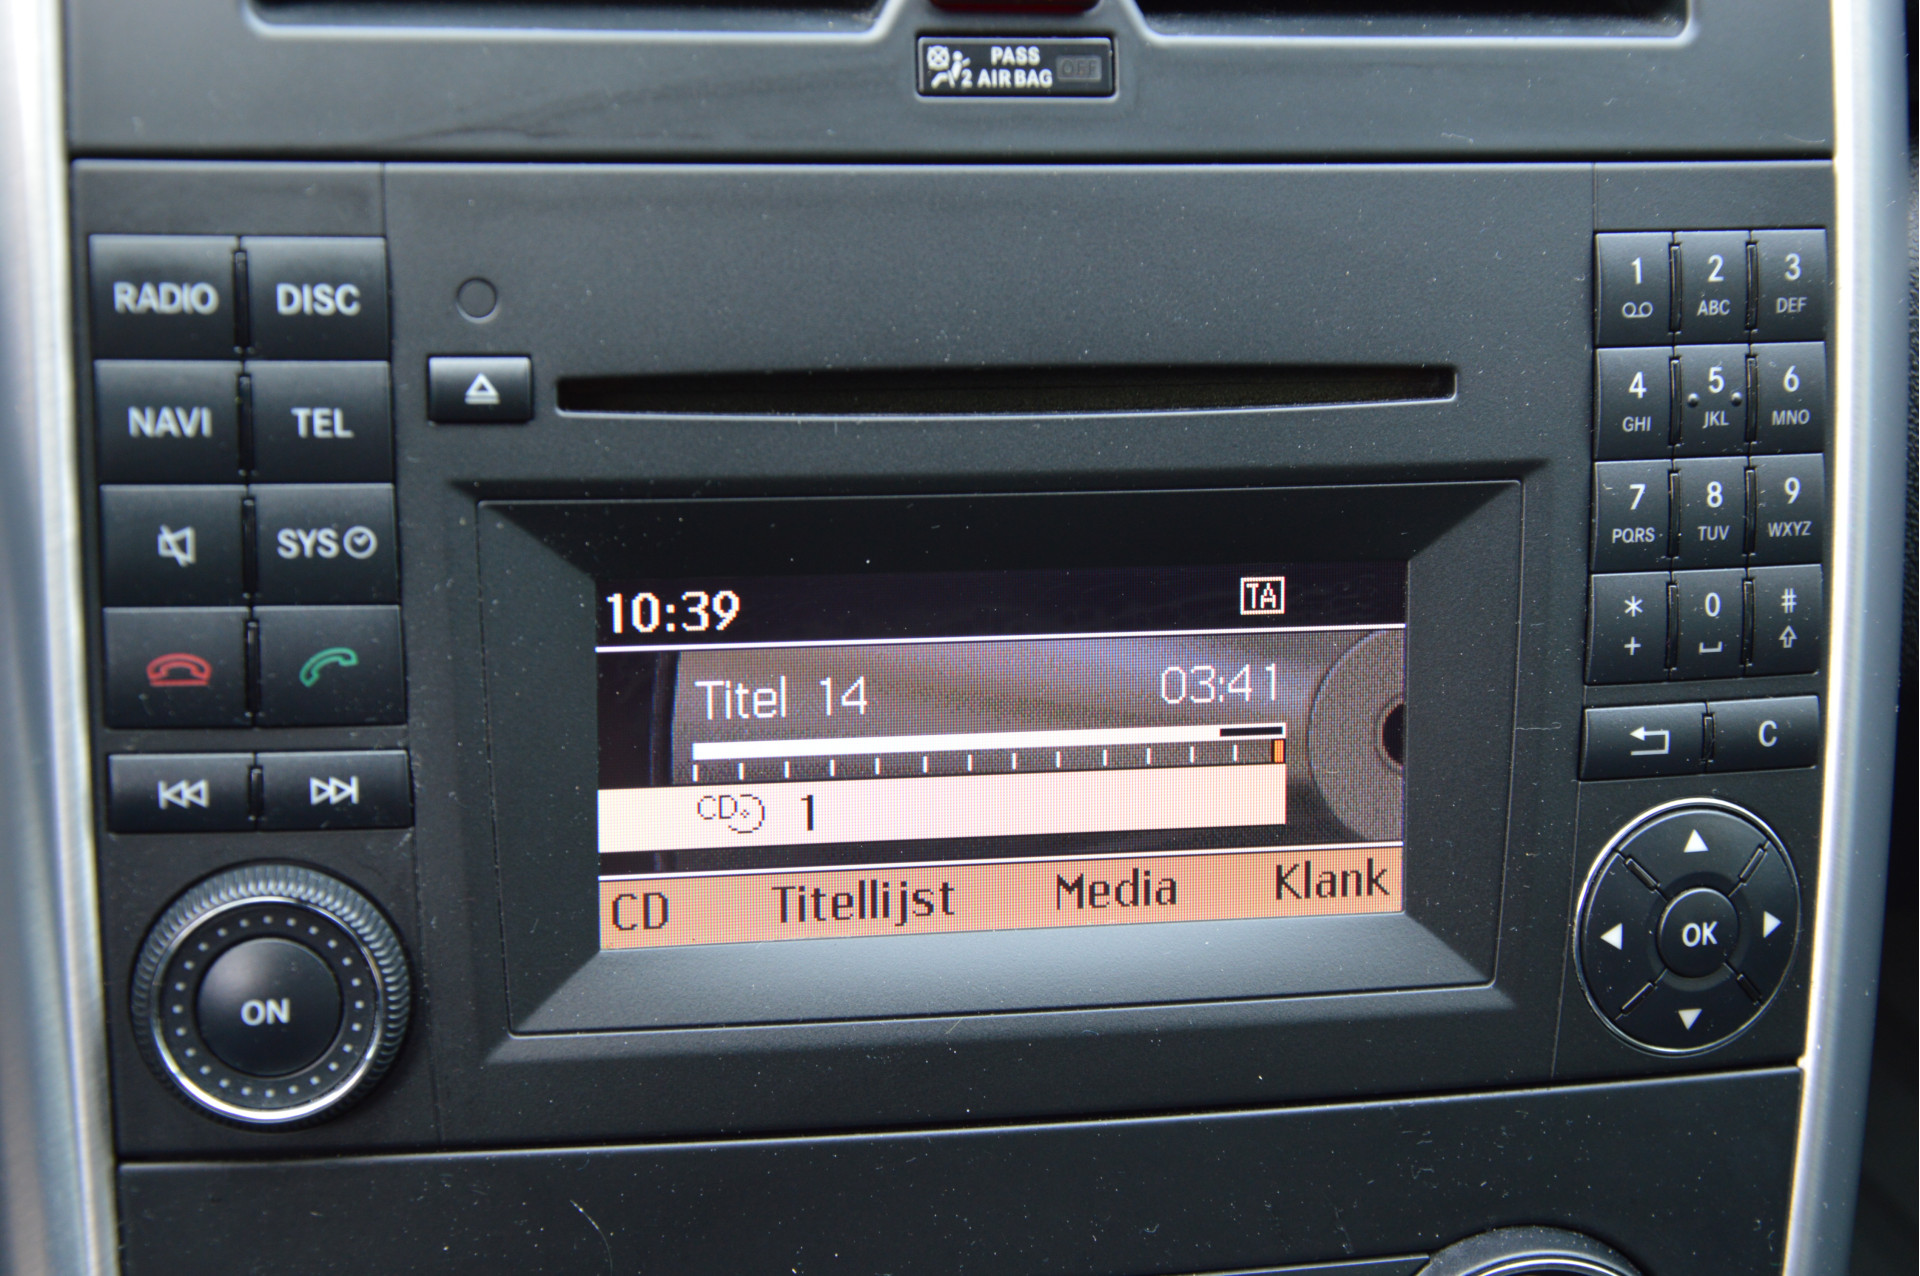 PASS
2 AIRBAG OFF
RADIO DISC
NAVI TEL
SYS
ON
10:39 TA
Titel 14 03:41
CD 1
CD Titellijst Media Klank
1 2 3
ABC DEF
4 5 6
GHI JKL MNO
7 8 9
PQRS TUV WXYZ
* 0 #
+
C
OK